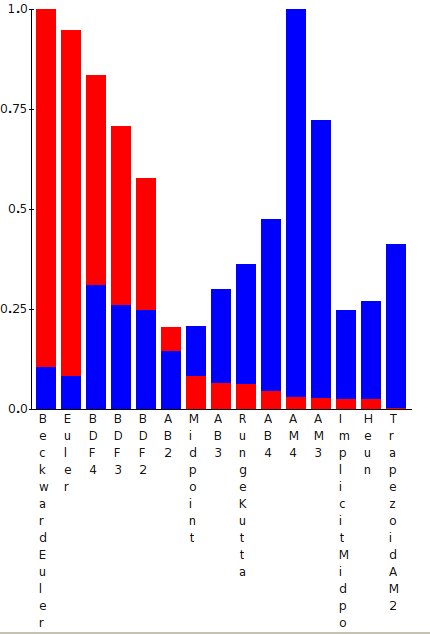 1.0
0.75
0.5
0.25
0.0
BeckwardEuler
Euler
BDF4
BDF3
BDF2
AB2
Midpoint
AB3
RungeKutta
AB4
AM4
AM3
ImplicitMidpo
Heun
TrapezoidAM2